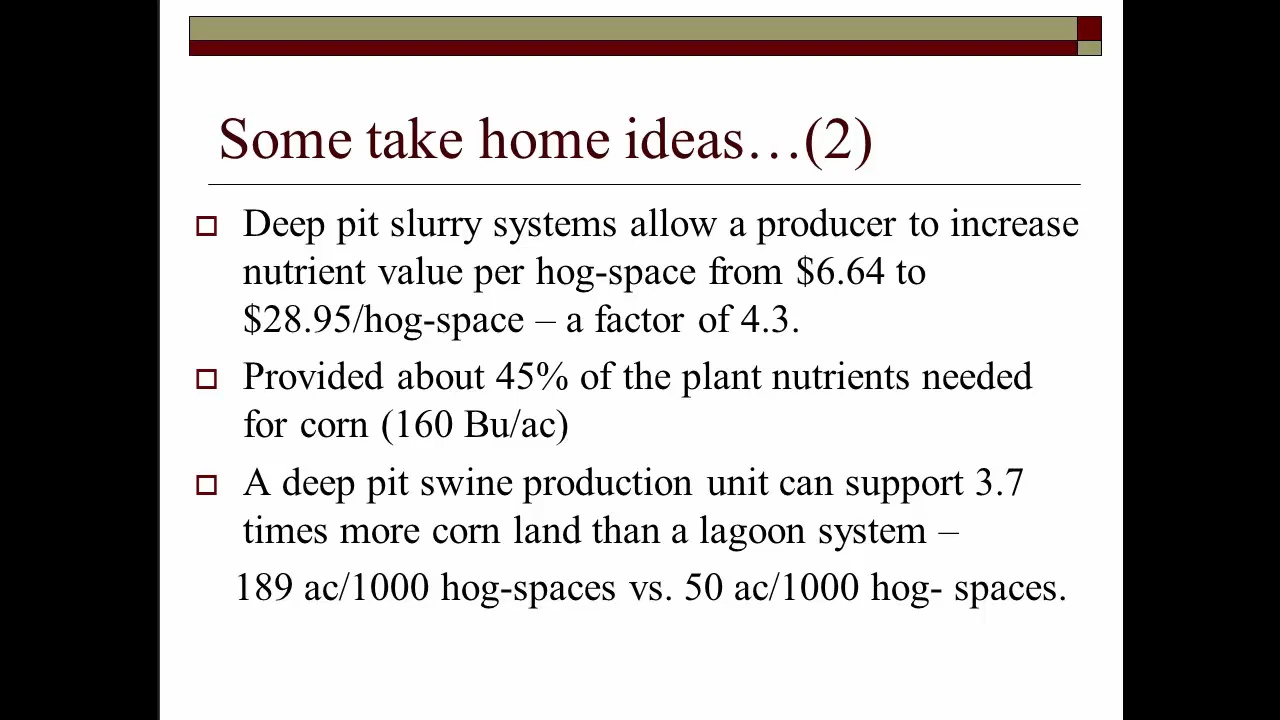 Some take home ideas…(2)
Deep pit slurry systems allow a producer to increase
nutrient value per hog-space from $6.64 to
$28.95/hog-space – a factor of 4.3.
Provided about 45% of the plant nutrients needed
for corn (160 Bu/ac)
A deep pit swine production unit can support 3.7
times more corn land than a lagoon system –
189 ac/1000 hog-spaces vs. 50 ac/1000 hog- spaces.